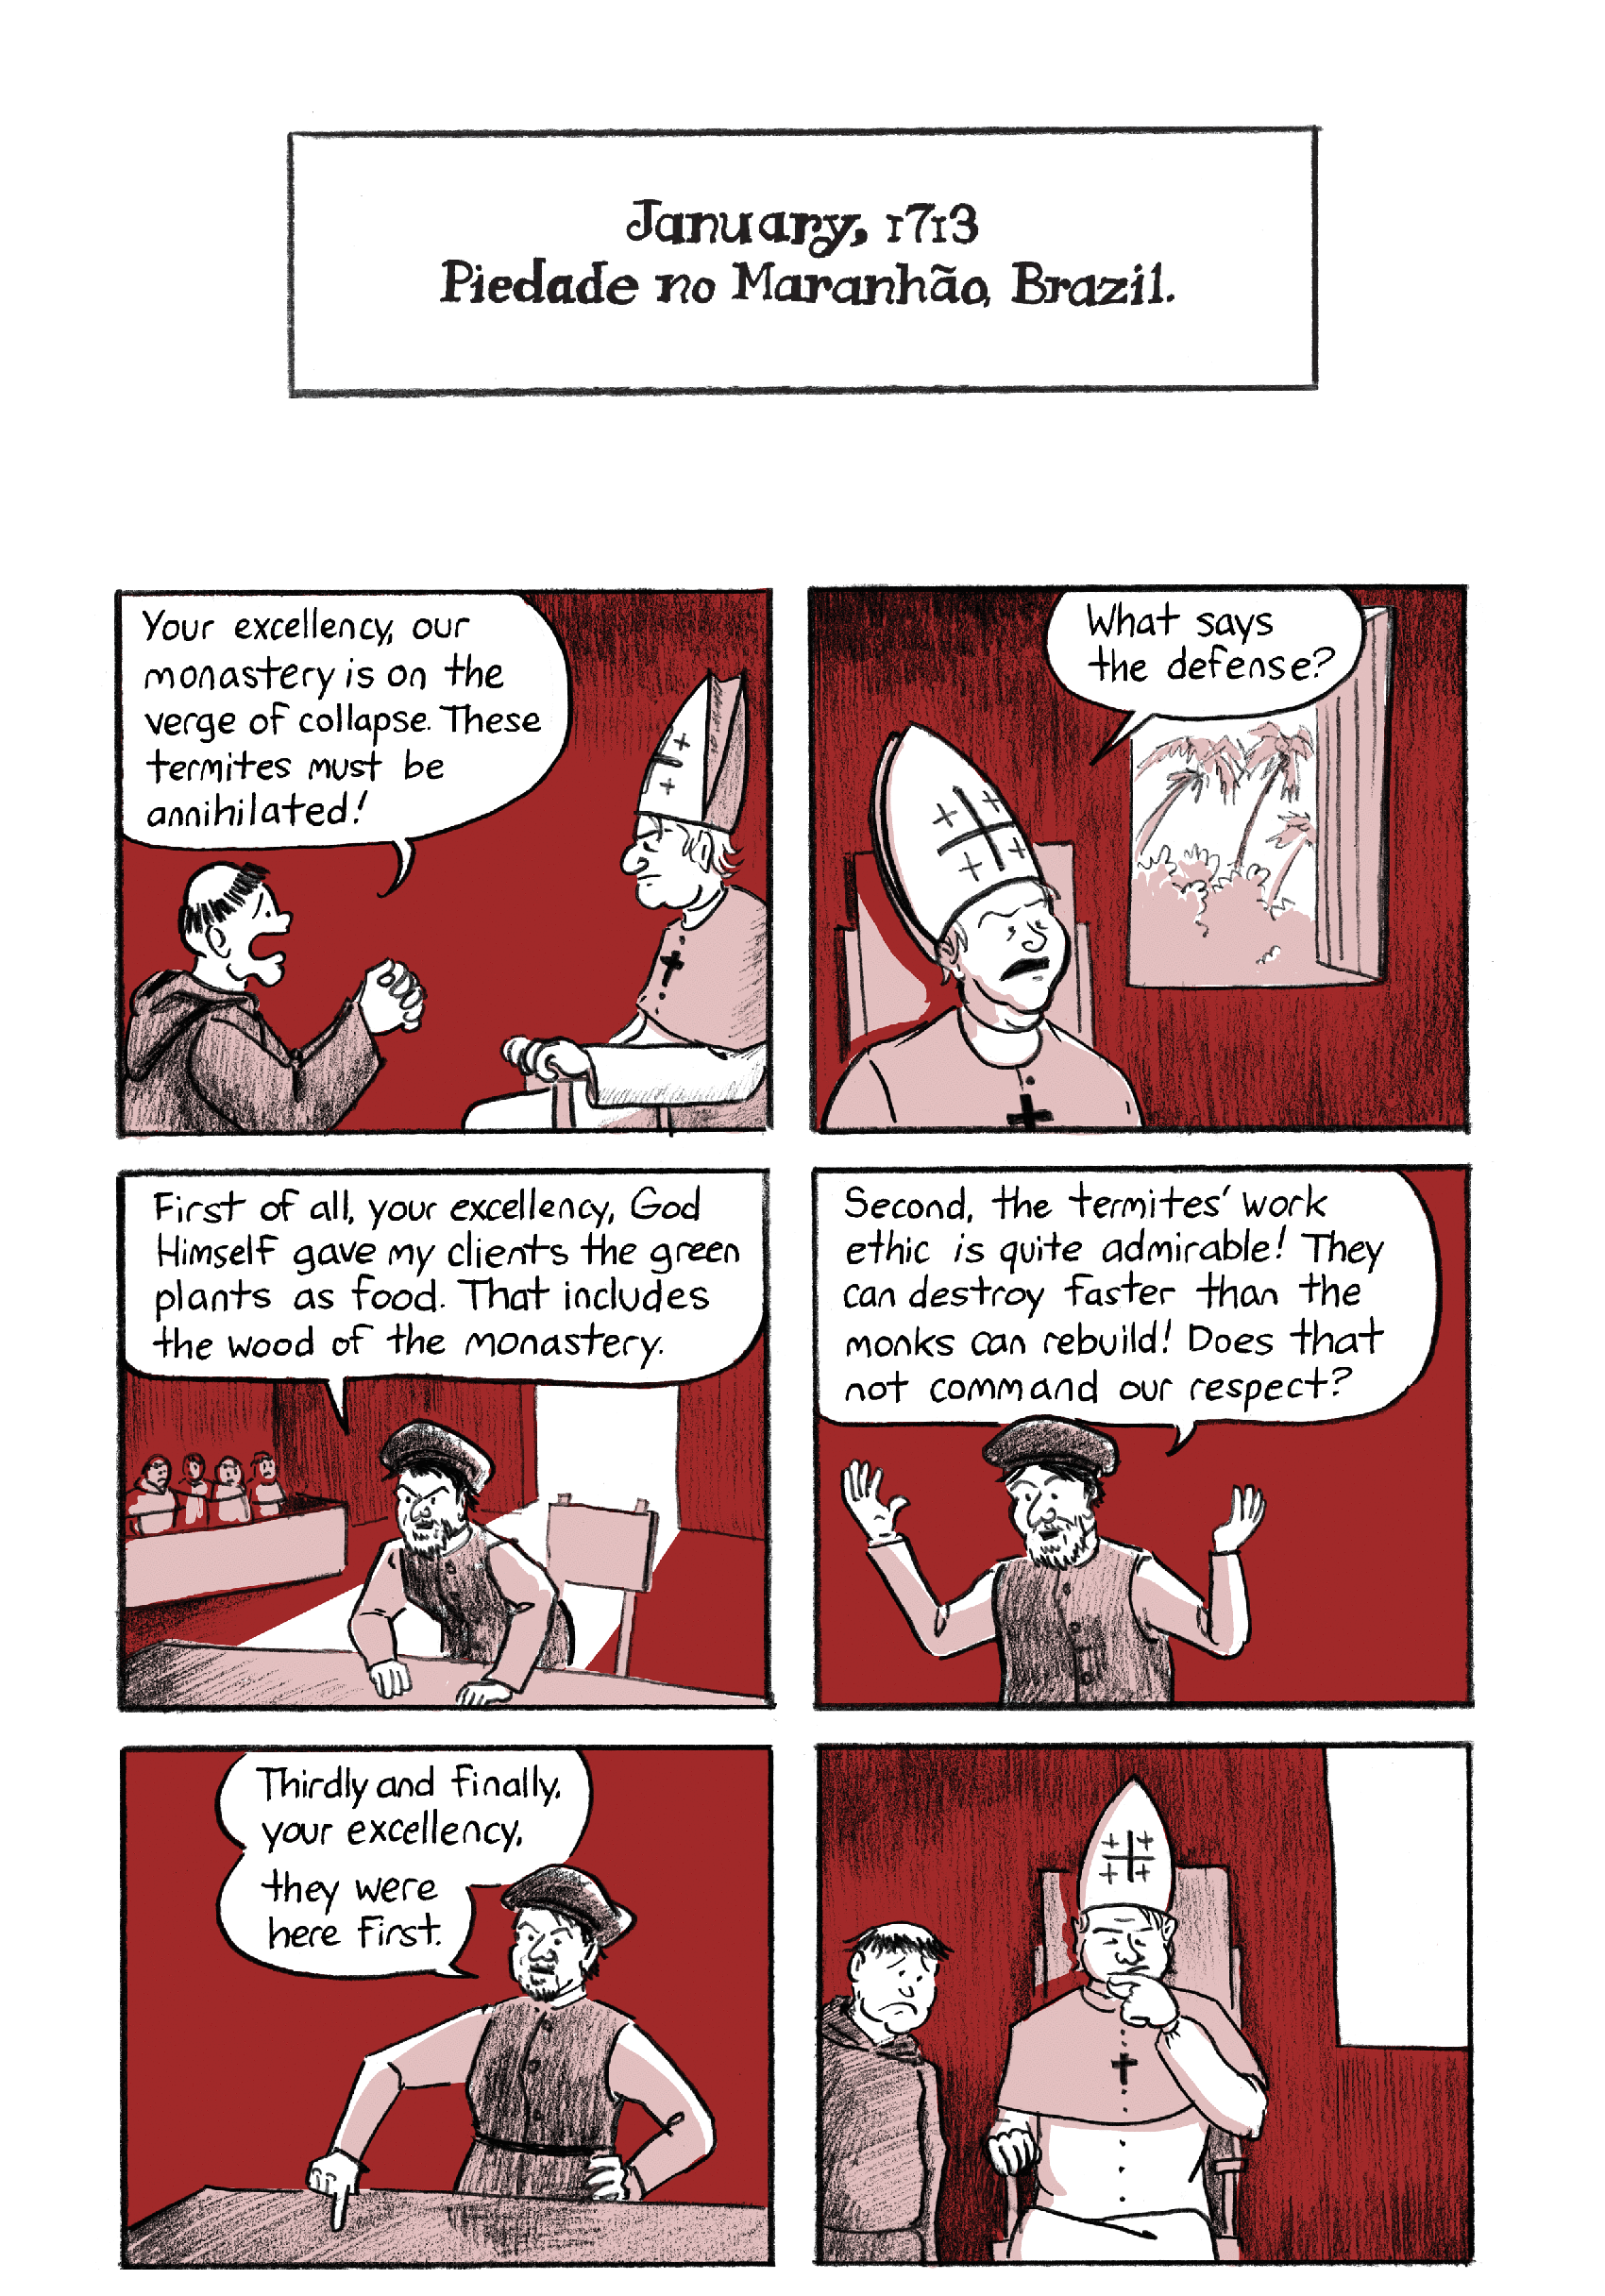 January, 1713
Piedade no Maranhão, Brazil.
Your excellency, our
monastery is on the
verge of collapse. These
termites must be
annihilated!
What says
the defense?
First of all, your excellency, God
Himself gave my clients the green
plants as food. That includes
the wood of the monastery.
Second, the termites' work
ethic is quite admirable! They
can destroy faster than the
monks can rebuild! Does that
not command our respect?
Thirdly and finally,
your excellency,
they were
here first.